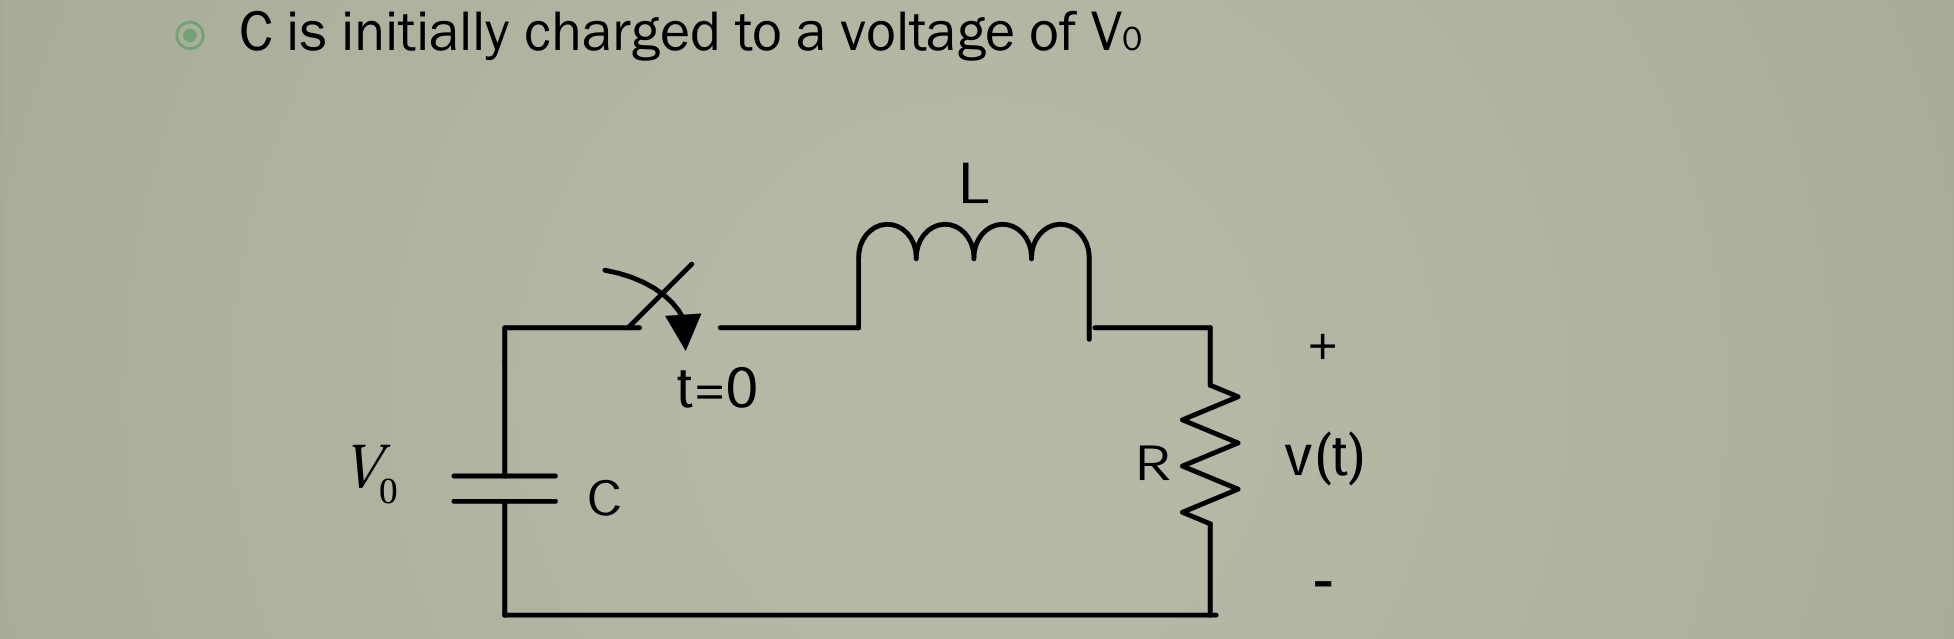 C is initially charged to a voltage of V₀
L
t=0
+
V₀
C
R
v(t)
-